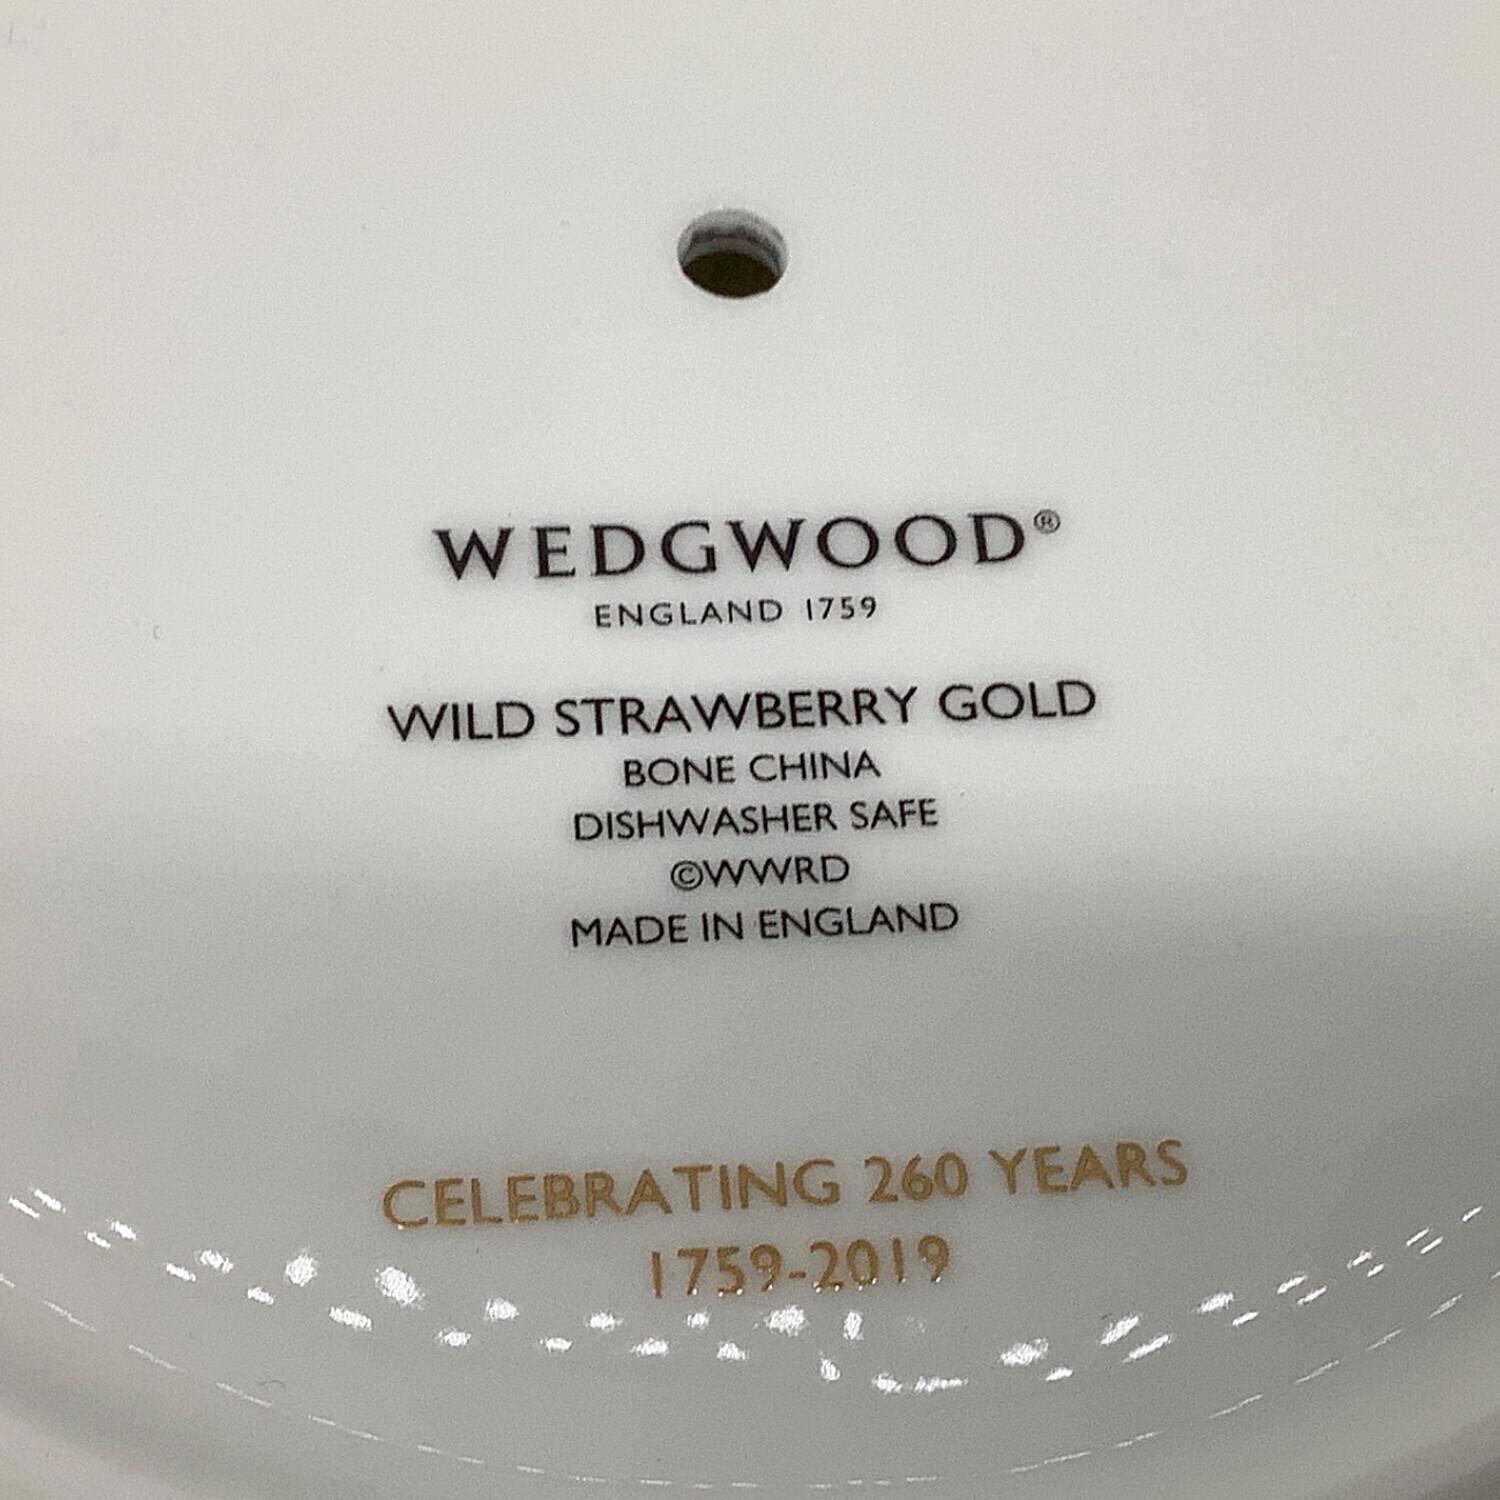 WEDGWOOD®
ENGLAND 1759
WILD STRAWBERRY GOLD
BONE CHINA
DISHWASHER SAFE
©WWRD
MADE IN ENGLAND
CELEBRATING 260 YEARS
1759-2019